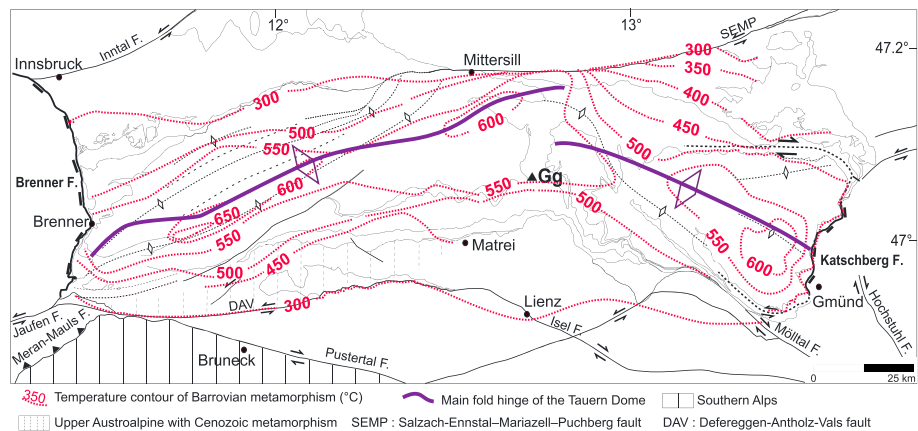 12°
13°
Inntal F.
SEMP
Innsbruck
Mittersill
300
350
47.2°
300
400
600
450
500
500
550
Gg
Brenner F.
600
550
500
650
Brenner
550
550
Matrei
47°
450
500
600
Katschberg F.
DAV
300
Lienz
Gmünd
Jaufen F.
Isel F.
Mölltal F.
Hochstuhl F.
Meran-Mauls F.
Bruneck
Pustertal F.
0 25 km
350 Temperature contour of Barrovian metamorphism (°C) Main fold hinge of the Tauern Dome Southern Alps
Upper Austroalpine with Cenozoic metamorphism SEMP : Salzach-Ennstal–Mariazell–Puchberg fault DAV : Defereggen-Antholz-Vals fault